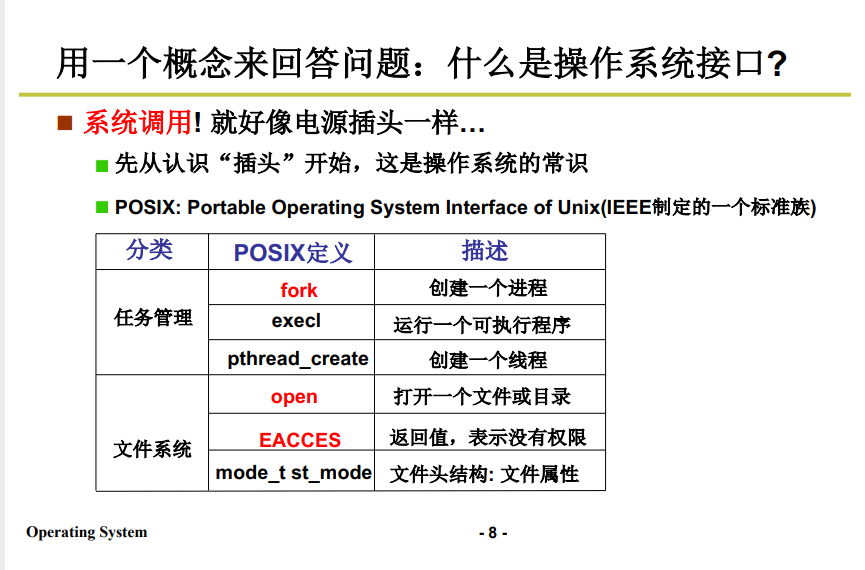 用一个概念来回答问题：什么是操作系统接口?
系统调用! 就好像电源插头一样…
先从认识“插头”开始，这是操作系统的常识
POSIX: Portable Operating System Interface of Unix(IEEE制定的一个标准族)
分类 POSIX定义 描述
任务管理
fork 创建一个进程
execl 运行一个可执行程序
pthread_create 创建一个线程
文件系统
open 打开一个文件或目录
EACCES 返回值，表示没有权限
mode_t st_mode 文件头结构: 文件属性
Operating System - 8 -